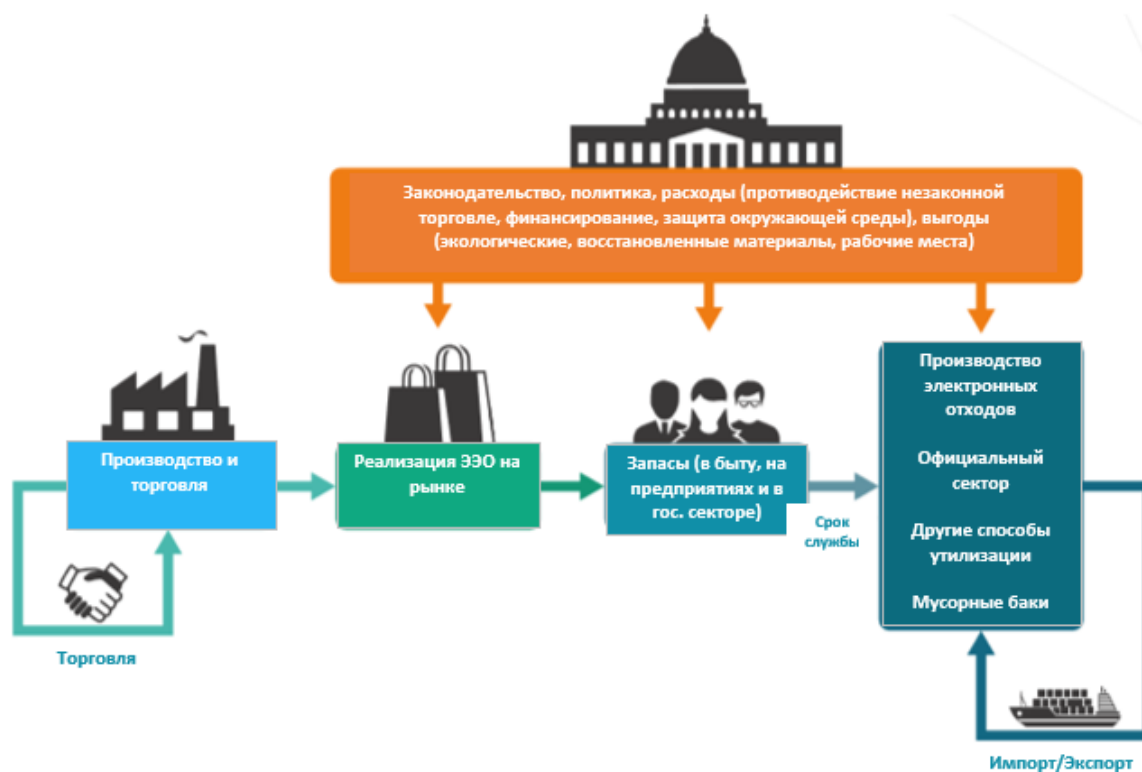 Законодательство, политика, расходы (противодействие незаконной
торговле, финансирование, защита окружающей среды), выгоды
(экологические, восстановленные материалы, рабочие места)
Производство и
торговля
Реализация ЭЭО на
рынке
Запасы (в быту, на
предприятиях и в
гос. секторе)
Срок
службы
Производство
электронных
отходов
Официальный
сектор
Другие способы
утилизации
Мусорные баки
Торговля
Импорт/Экспорт